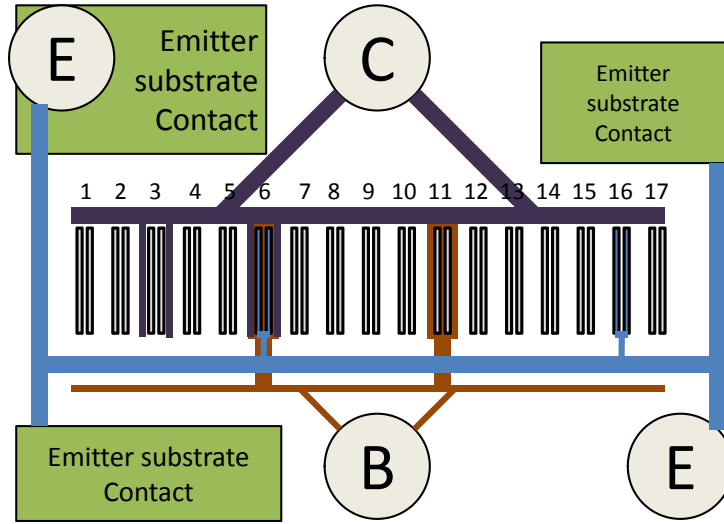 E
Emitter
substrate
Contact
C
Emitter
substrate
Contact
1 2 3 4 5 6 7 8 9 10 11 12 13 14 15 16 17
Emitter substrate
Contact
B
E